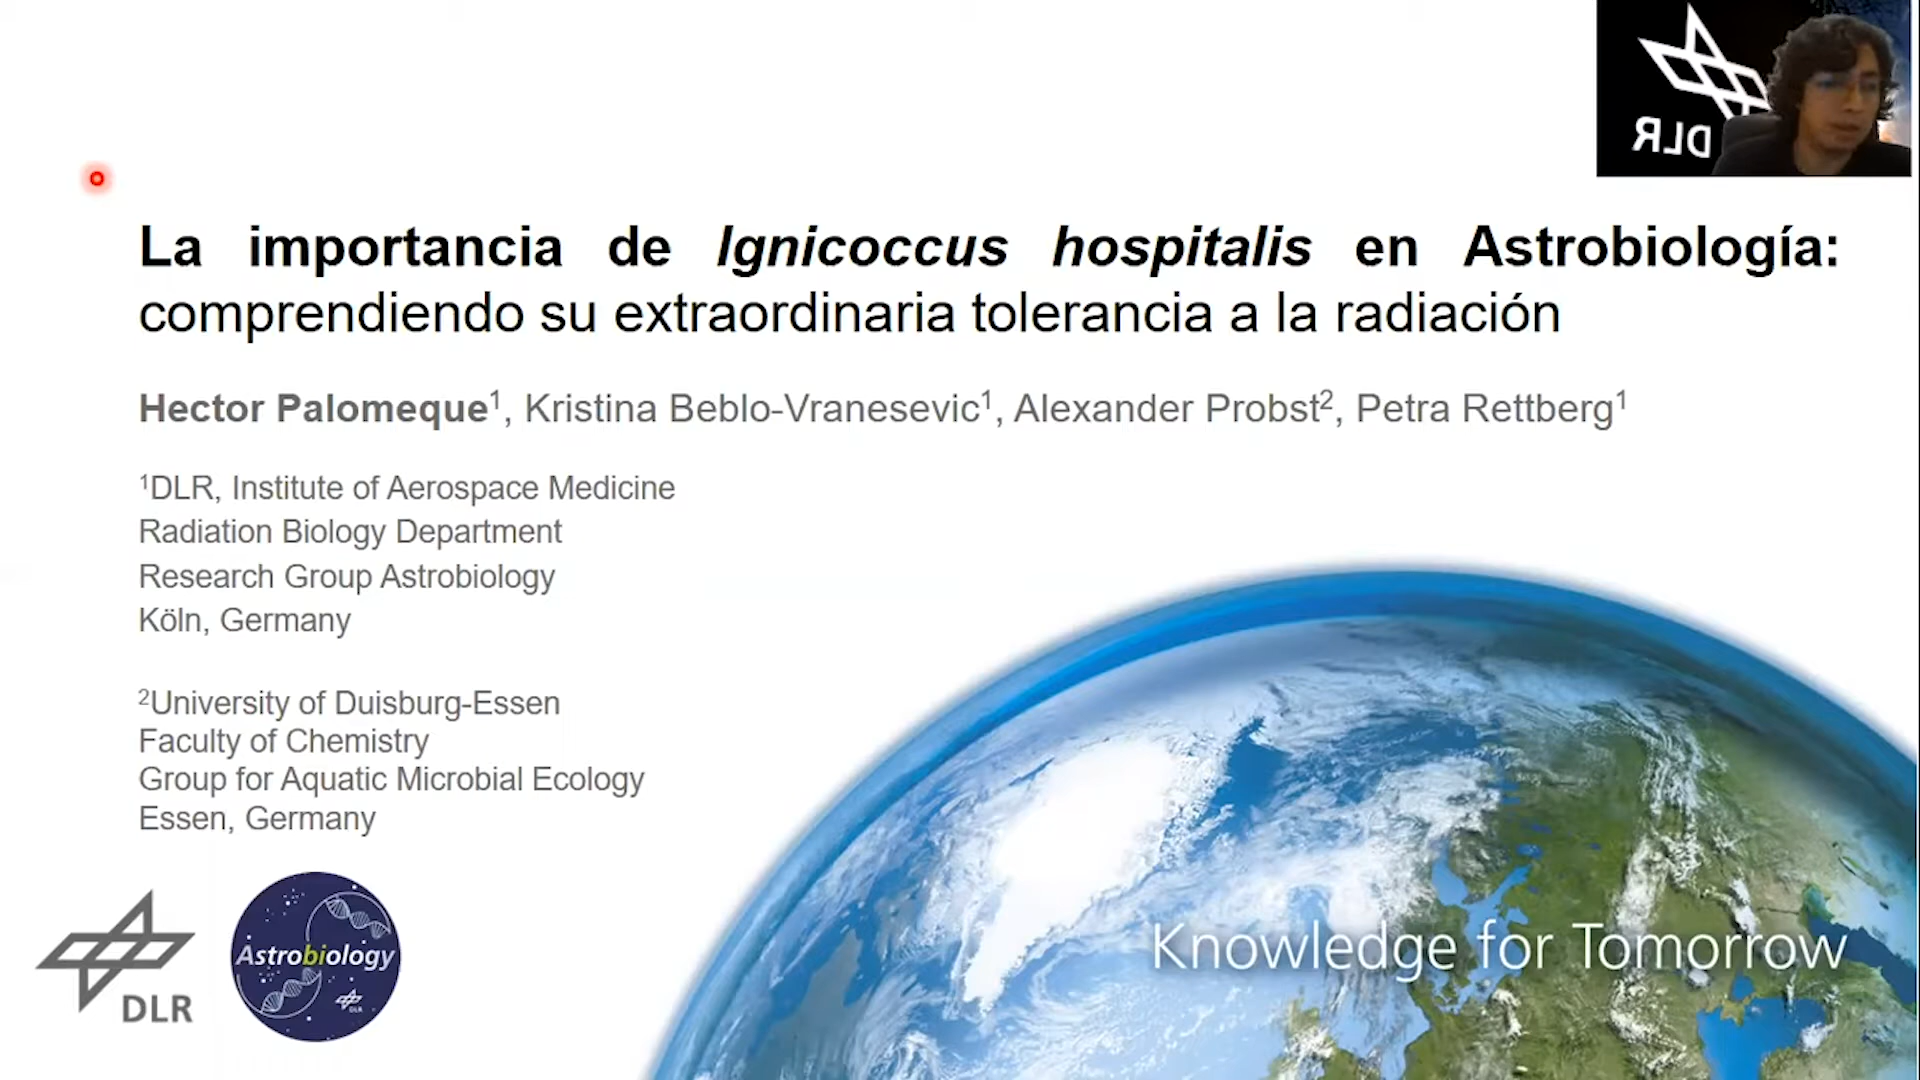 DLR
La importancia de Ignicoccus hospitalis en Astrobiología:
comprendiendo su extraordinaria tolerancia a la radiación
Hector Palomeque¹, Kristina Beblo-Vranesevic¹, Alexander Probst², Petra Rettberg¹
¹DLR, Institute of Aerospace Medicine
Radiation Biology Department
Research Group Astrobiology
Köln, Germany
²University of Duisburg-Essen
Faculty of Chemistry
Group for Aquatic Microbial Ecology
Essen, Germany
DLR
Astrobiology
DLR
Knowledge for Tomorrow